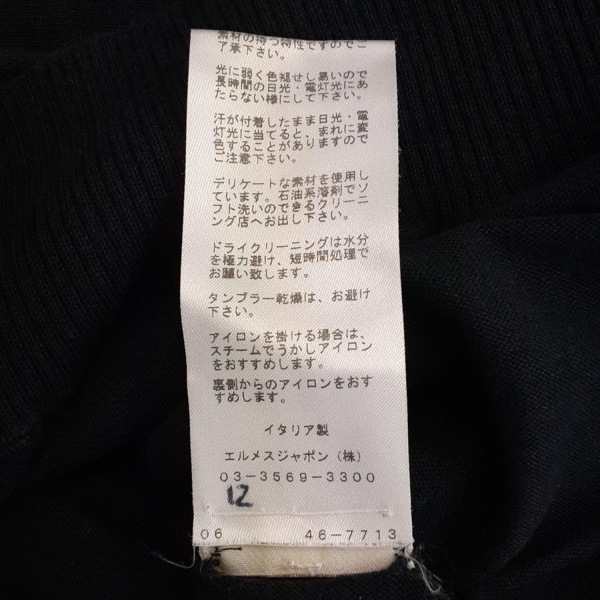 素材の持つ特性ですのでご
了承下さい。
光に弱く色褪せし易いので
長時間の日光・電灯光にあ
たらない様にして下さい。
汗が付着したまま日光・電
灯光に当てると、まれに変
色することがありますので
ご注意下さい。
デリケートな素材を使用し
ています。石油系溶剤でソ
フト洗いのできるクリーニ
ング店へお出し下さい。
ドライクリーニングは水分
を極力避け、短時間処理で
お願い致します。
タンブラー乾燥は、お避け
下さい。
アイロンを掛ける場合は、
スチームでうかしアイロン
をおすすめします。
裏側からのアイロンをおす
すめします。
イタリア製
エルメスジャポン（株）
03-3569-3300
12
06 46-7713